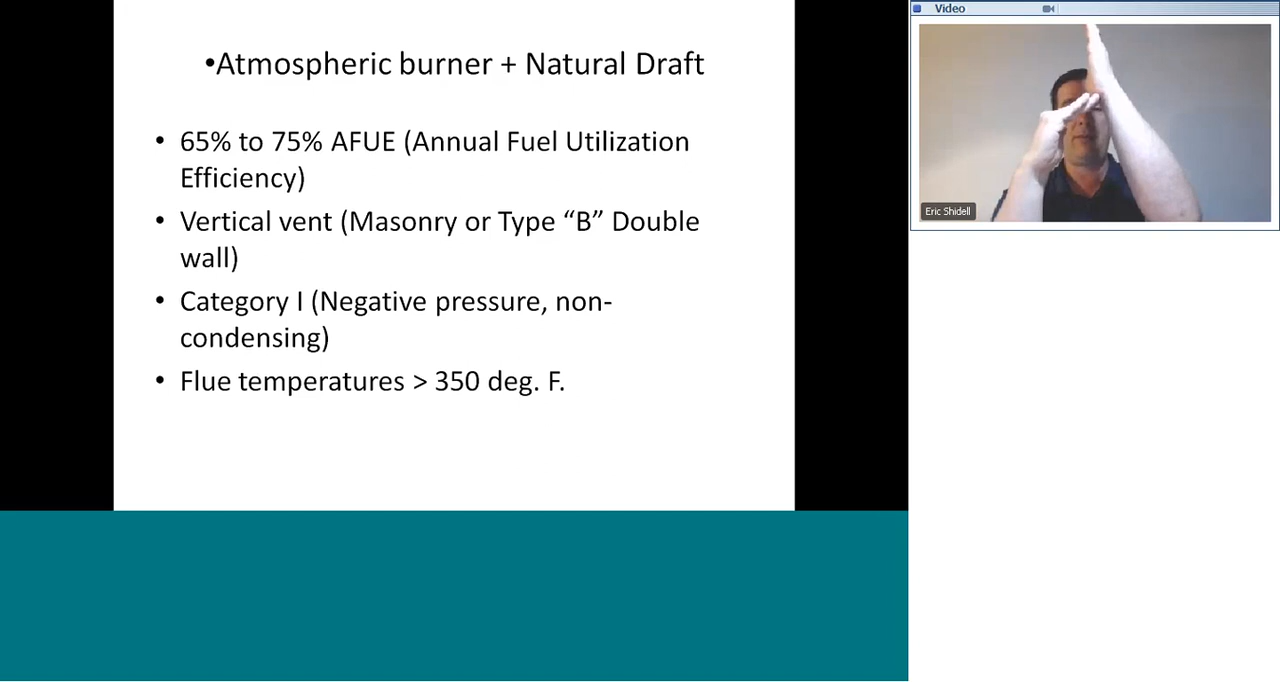 •Atmospheric burner + Natural Draft
• 65% to 75% AFUE (Annual Fuel Utilization
Efficiency)
• Vertical vent (Masonry or Type “B” Double
wall)
• Category I (Negative pressure, non-
condensing)
• Flue temperatures > 350 deg. F.
Video
Eric Shidell